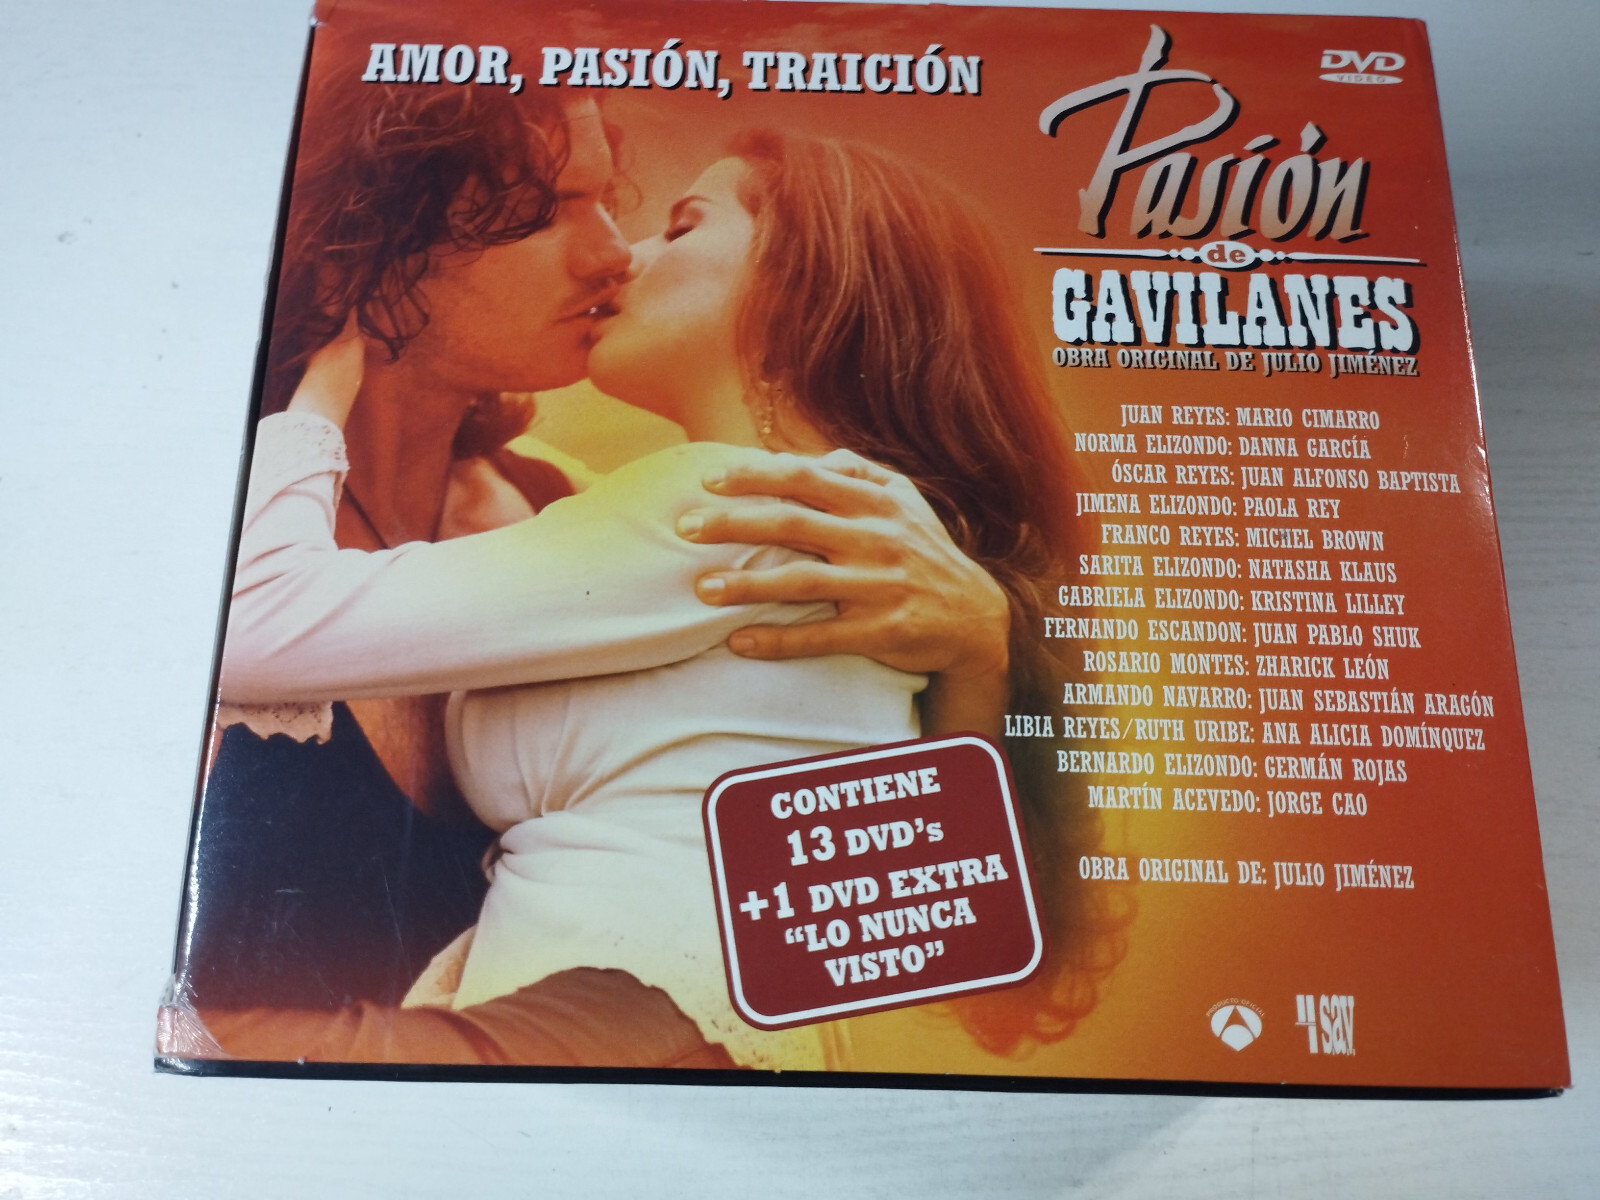 AMOR, PASIÓN, TRAICIÓN
DVD
VIDEO
Pasión
de
GAVILANES
OBRA ORIGINAL DE JULIO JIMÉNEZ
JUAN REYES: MARIO CIMARRO
NORMA ELIZONDO: DANNA GARCÍA
ÓSCAR REYES: JUAN ALFONSO BAPTISTA
JIMENA ELIZONDO: PAOLA REY
FRANCO REYES: MICHEL BROWN
SARITA ELIZONDO: NATASHA KLAUS
GABRIELA ELIZONDO: KRISTINA LILLEY
FERNANDO ESCANDON: JUAN PABLO SHUK
ROSARIO MONTES: ZHARICK LEÓN
ARMANDO NAVARRO: JUAN SEBASTIÁN ARAGÓN
LIBIA REYES/RUTH URIBE: ANA ALICIA DOMÍNQUEZ
BERNARDO ELIZONDO: GERMÁN ROJAS
MARTÍN ACEVEDO: JORGE CAO
OBRA ORIGINAL DE: JULIO JIMÉNEZ
CONTIENE
13 DVD's
+1 DVD EXTRA
“LO NUNCA
VISTO”
PRODUCTO OFICIAL
sav.